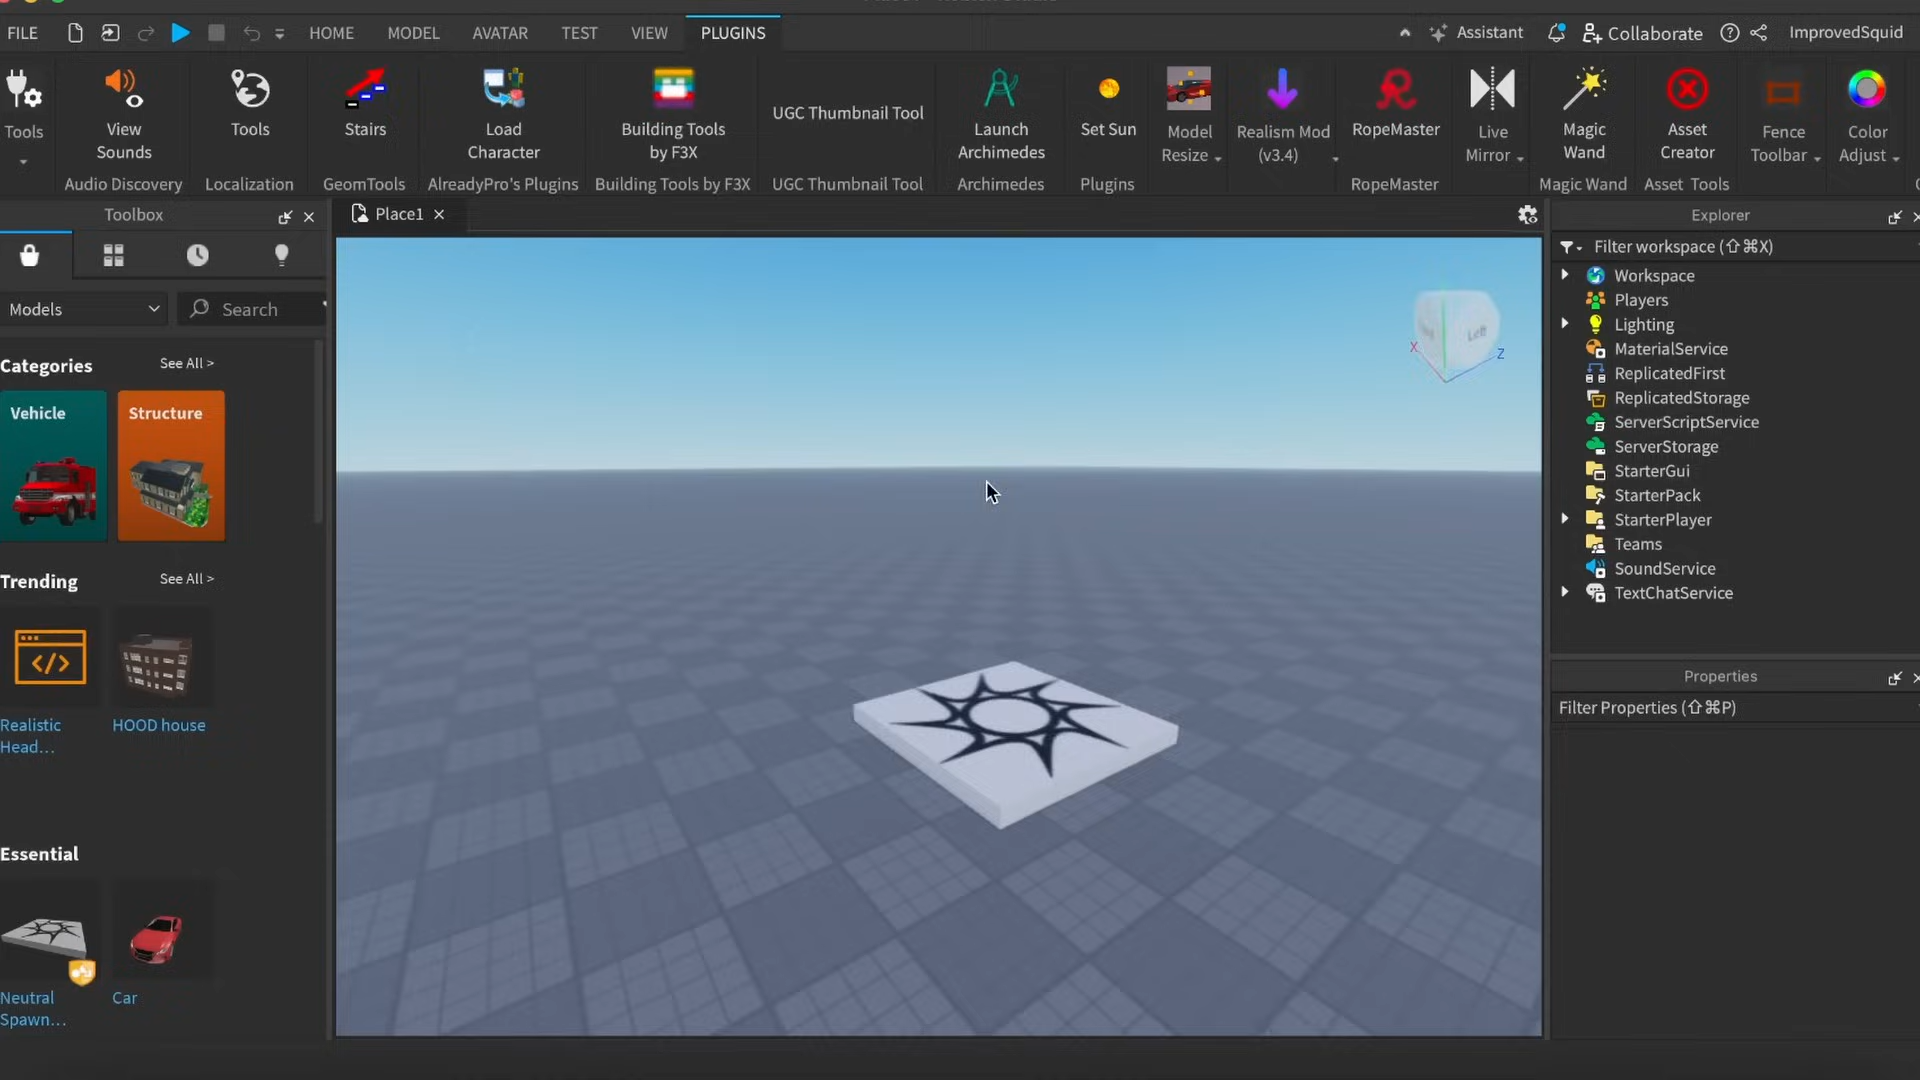 FILE HOME MODEL AVATAR TEST VIEW PLUGINS Assistant Collaborate ImprovedSquid
Tools
View Sounds
Audio Discovery
Tools
Localization
Stairs
GeomTools
Load Character
AlreadyPro's Plugins
Building Tools by F3X
Building Tools by F3X
UGC Thumbnail Tool
UGC Thumbnail Tool
Launch Archimedes
Archimedes
Set Sun
Plugins
Model Resize
Realism Mod (v3.4)
RopeMaster
RopeMaster
Live Mirror
Magic Wand
Magic Wand
Asset Creator
Asset Tools
Fence Toolbar
Color Adjust
Toolbox
Models
Search
Categories See All >
Vehicle
Structure
Trending See All >
Realistic Head...
HOOD house
Essential
Neutral Spawn...
Car
Place1
Left
X
Z
Explorer
Filter workspace (⇧⌘X)
Workspace
Players
Lighting
MaterialService
ReplicatedFirst
ReplicatedStorage
ServerScriptService
ServerStorage
StarterGui
StarterPack
StarterPlayer
Teams
SoundService
TextChatService
Properties
Filter Properties (⇧⌘P)